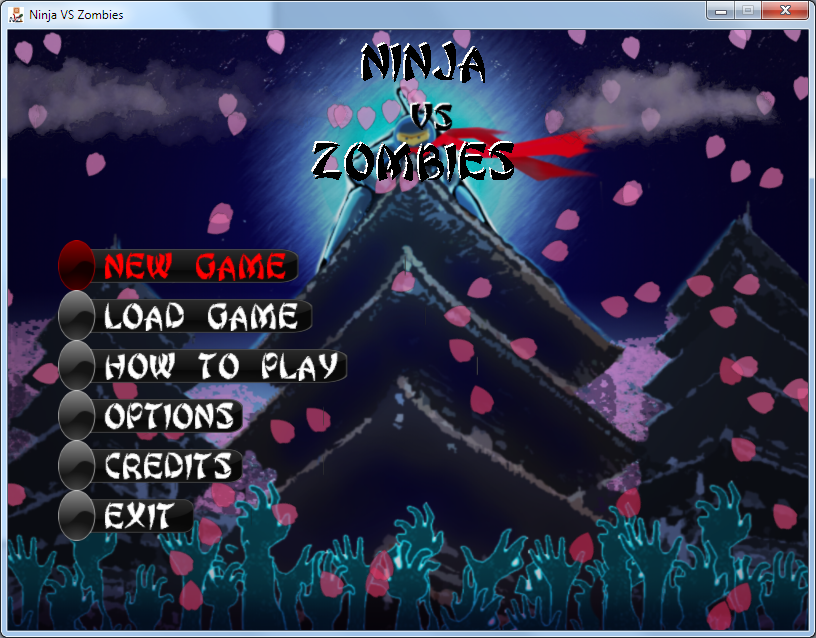 Ninja VS Zombies
NINJA
VS
ZOMBIES
NEW GAME
LOAD GAME
HOW TO PLAY
OPTIONS
CREDITS
EXIT